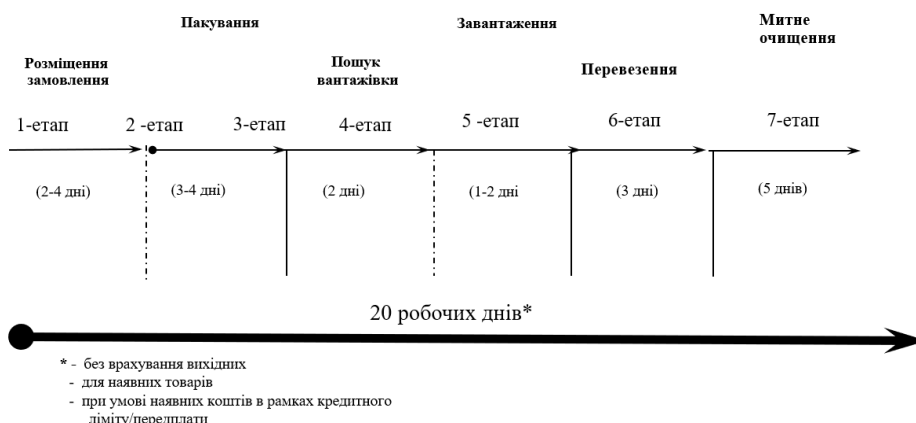 Пакування
Завантаження
Митне
очищення
Розміщення
замовлення
Пошук
вантажівки
Перевезення
1-етап
2 -етап
3-етап
4-етап
5 -етап
6-етап
7-етап
(2-4 дні)
(3-4 дні)
(2 дні)
(1-2 дні
(3 дні)
(5 днів)
20 робочих днів*
* - без врахування вихідних
- для наявних товарів
- при умові наявних коштів в рамках кредитного
ліміту/передплати